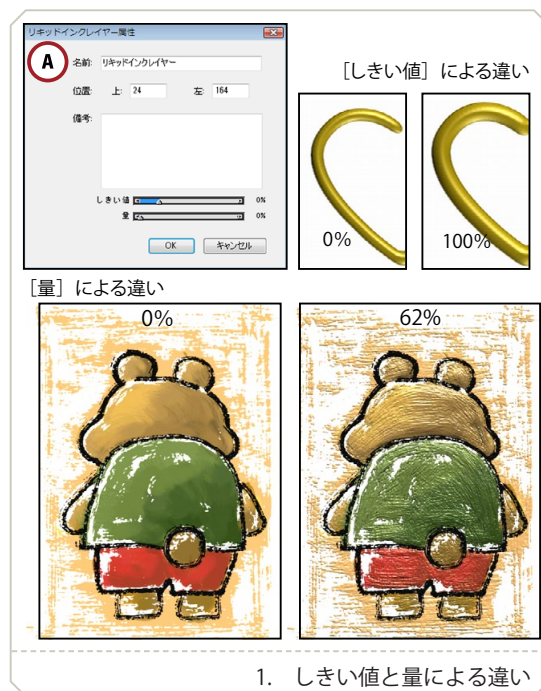 リキッドインクレイヤー属性
A
名前: リキッドインクレイヤー
位置: 上: 24 左: 164
備考:
しきい値 0%
量 0%
OK キャンセル
［しきい値］による違い
0% 100%
［量］による違い
0% 62%
1. しきい値と量による違い